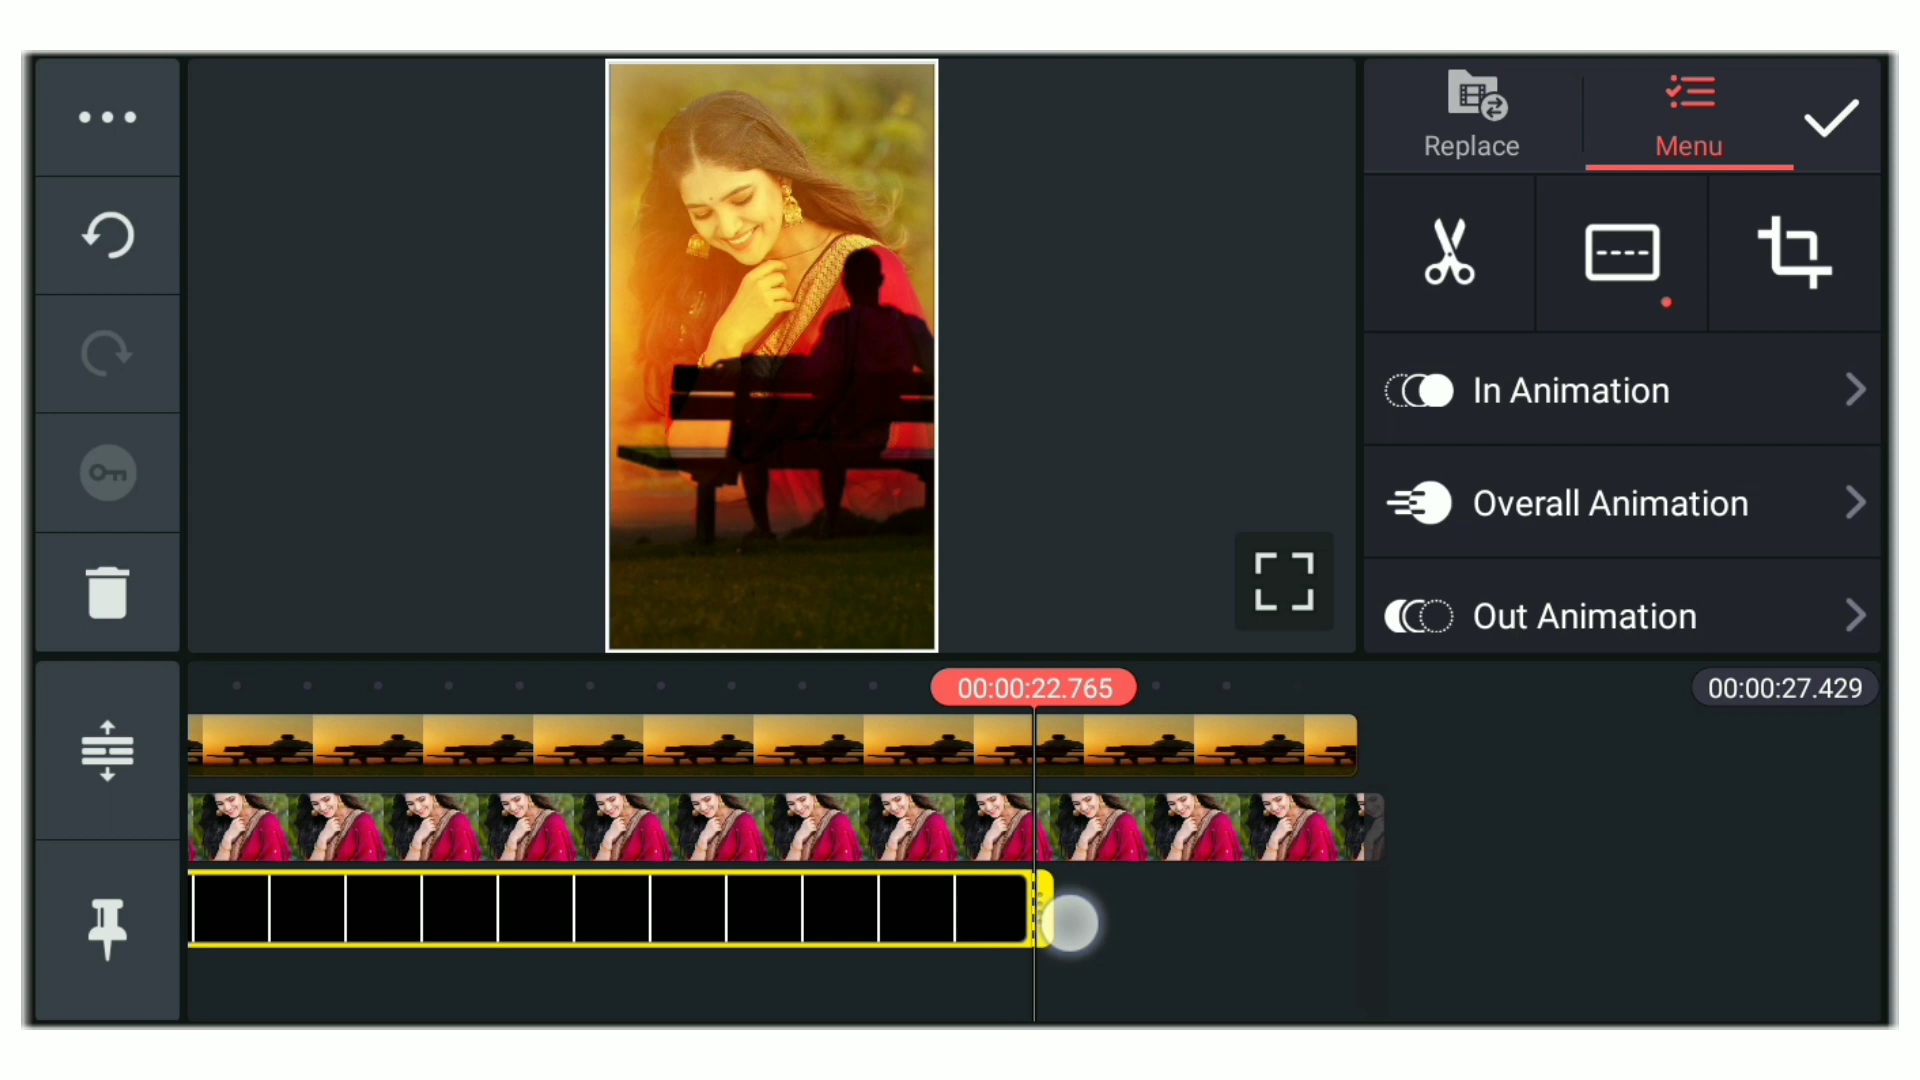 Replace
Menu
In Animation
Overall Animation
Out Animation
00:00:22.765
00:00:27.429